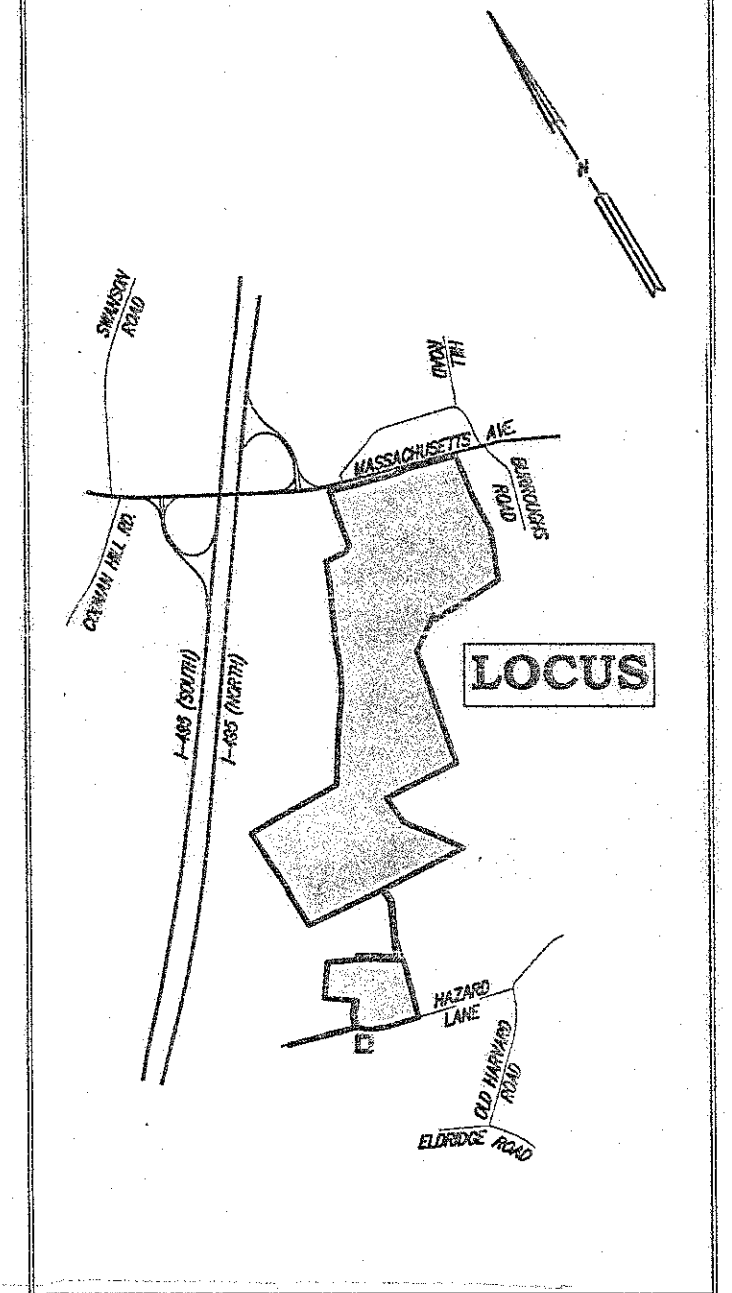 N
SWANSON
ROAD
HILL
ROAD
MASSACHUSETTS AVE.
BURROUGHS
ROAD
CODMAN HILL RD.
I-495 (SOUTH)
I-495 (NORTH)
LOCUS
HAZARD
LANE
OLD HARVARD
ROAD
ELDRIDGE ROAD